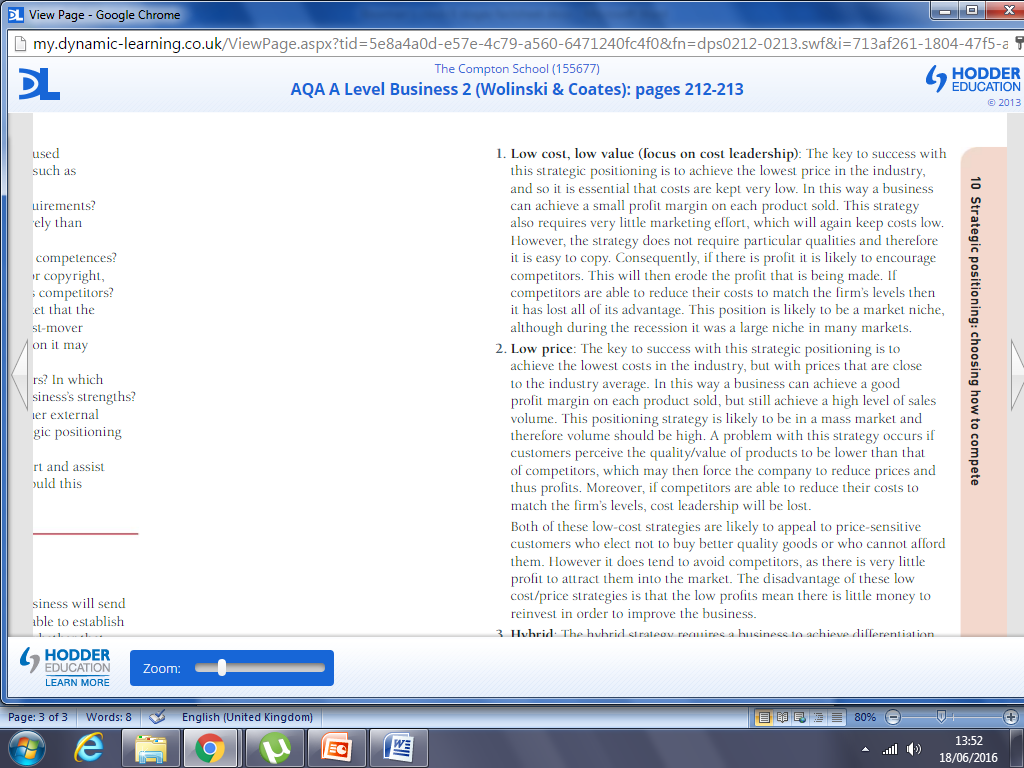 View Page - Google Chrome
my.dynamic-learning.co.uk/ViewPage.aspx?tid=5e8a4a0d-e57e-4c79-a560-6471240fc4f0&fn=dps0212-0213.swf&i=713af261-1804-47f5-a
DL
The Compton School (155677)
AQA A Level Business 2 (Wolinski & Coates): pages 212-213
HODDER
EDUCATION
© 2013
used
such as
uirements?
rely than
competences?
or copyright,
s competitors?
ket that the
st-mover
on it may
rs? In which
siness's strengths?
her external
gic positioning
rt and assist
ould this
siness will send
able to establish
1. Low cost, low value (focus on cost leadership): The key to success with
this strategic positioning is to achieve the lowest price in the industry,
and so it is essential that costs are kept very low. In this way a business
can achieve a small profit margin on each product sold. This strategy
also requires very little marketing effort, which will again keep costs low.
However, the strategy does not require particular qualities and therefore
it is easy to copy. Consequently, if there is profit it is likely to encourage
competitors. This will then erode the profit that is being made. If
competitors are able to reduce their costs to match the firm's levels then
it has lost all of its advantage. This position is likely to be a market niche,
although during the recession it was a large niche in many markets.
2. Low price: The key to success with this strategic positioning is to
achieve the lowest costs in the industry, but with prices that are close
to the industry average. In this way a business can achieve a good
profit margin on each product sold, but still achieve a high level of sales
volume. This positioning strategy is likely to be in a mass market and
therefore volume should be high. A problem with this strategy occurs if
customers perceive the quality/value of products to be lower than that
of competitors, which may then force the company to reduce prices and
thus profits. Moreover, if competitors are able to reduce their costs to
match the firm's levels, cost leadership will be lost.
Both of these low-cost strategies are likely to appeal to price-sensitive
customers who elect not to buy better quality goods or who cannot afford
them. However it does tend to avoid competitors, as there is very little
profit to attract them into the market. The disadvantage of these low
cost/price strategies is that the low profits mean there is little money to
reinvest in order to improve the business.
3. Hybrid: The hybrid strategy requires a business to achieve differentiation
10 Strategic positioning: choosing how to compete
HODDER
EDUCATION
LEARN MORE
Zoom:
Page: 3 of 3
Words: 8
English (United Kingdom)
80%
13:52
18/06/2016